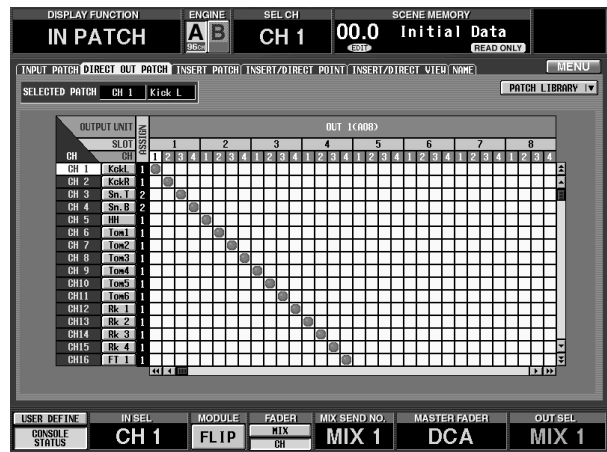 DISPLAY FUNCTION ENGINE SEL CH SCENE MEMORY
IN PATCH A B CH 1 00.0 Initial Data
96CH EDIT READ ONLY
INPUT PATCH DIRECT OUT PATCH INSERT PATCH INSERT/DIRECT POINT INSERT/DIRECT VIEW NAME MENU
SELECTED PATCH CH 1 Kick L PATCH LIBRARY
OUTPUT UNIT ASSIGN OUT 1(A08)
SLOT 1 2 3 4 5 6 7 8
CH CH 1 2 3 4 1 2 3 4 1 2 3 4 1 2 3 4 1 2 3 4 1 2 3 4 1 2 3 4 1 2 3 4
CH 1 KckL 1
CH 2 KckR 1
CH 3 Sn.T 2
CH 4 Sn.B 2
CH 5 HH 1
CH 6 Tom1 1
CH 7 Tom2 1
CH 8 Tom3 1
CH 9 Tom4 1
CH10 Tom5 1
CH11 Tom6 1
CH12 Rk 1 1
CH13 Rk 2 1
CH14 Rk 3 1
CH15 Rk 4 1
CH16 FT 1 1
USER DEFINE IN SEL MODULE FADER MIX SEND NO. MASTER FADER OUT SEL
CONSOLE STATUS CH 1 FLIP MIX CH MIX 1 DCA MIX 1